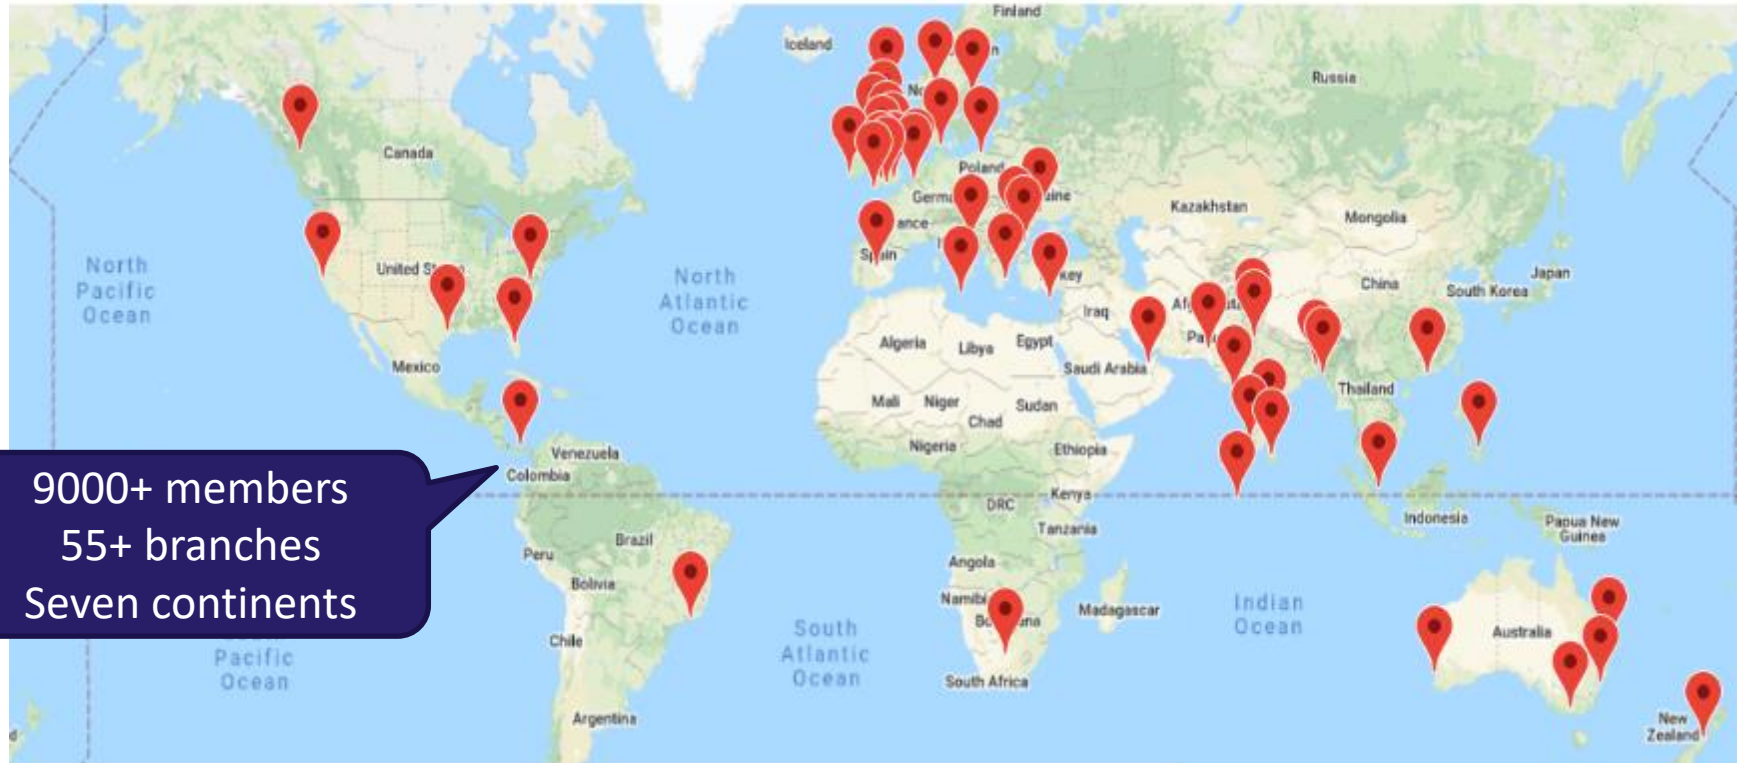 Finland
Iceland
Russia
Canada
Poland
Kazakhstan
Mongolia
North
Pacific
Ocean
North
Atlantic
Ocean
China
Japan
South Korea
Iraq
Algeria
Libya
Egypt
Saudi Arabia
Mexico
Mali
Niger
Chad
Sudan
Thailand
Nigeria
Ethiopia
Venezuela
Colombia
9000+ members
55+ branches
Seven continents
DRC
Kenya
Tanzania
Indonesia
Papua New
Guinea
Peru
Brazil
Bolivia
Angola
Madagascar
Indian
Ocean
Australia
Chile
South
Atlantic
Ocean
Pacific
Ocean
South Africa
Argentina
New
Zealand